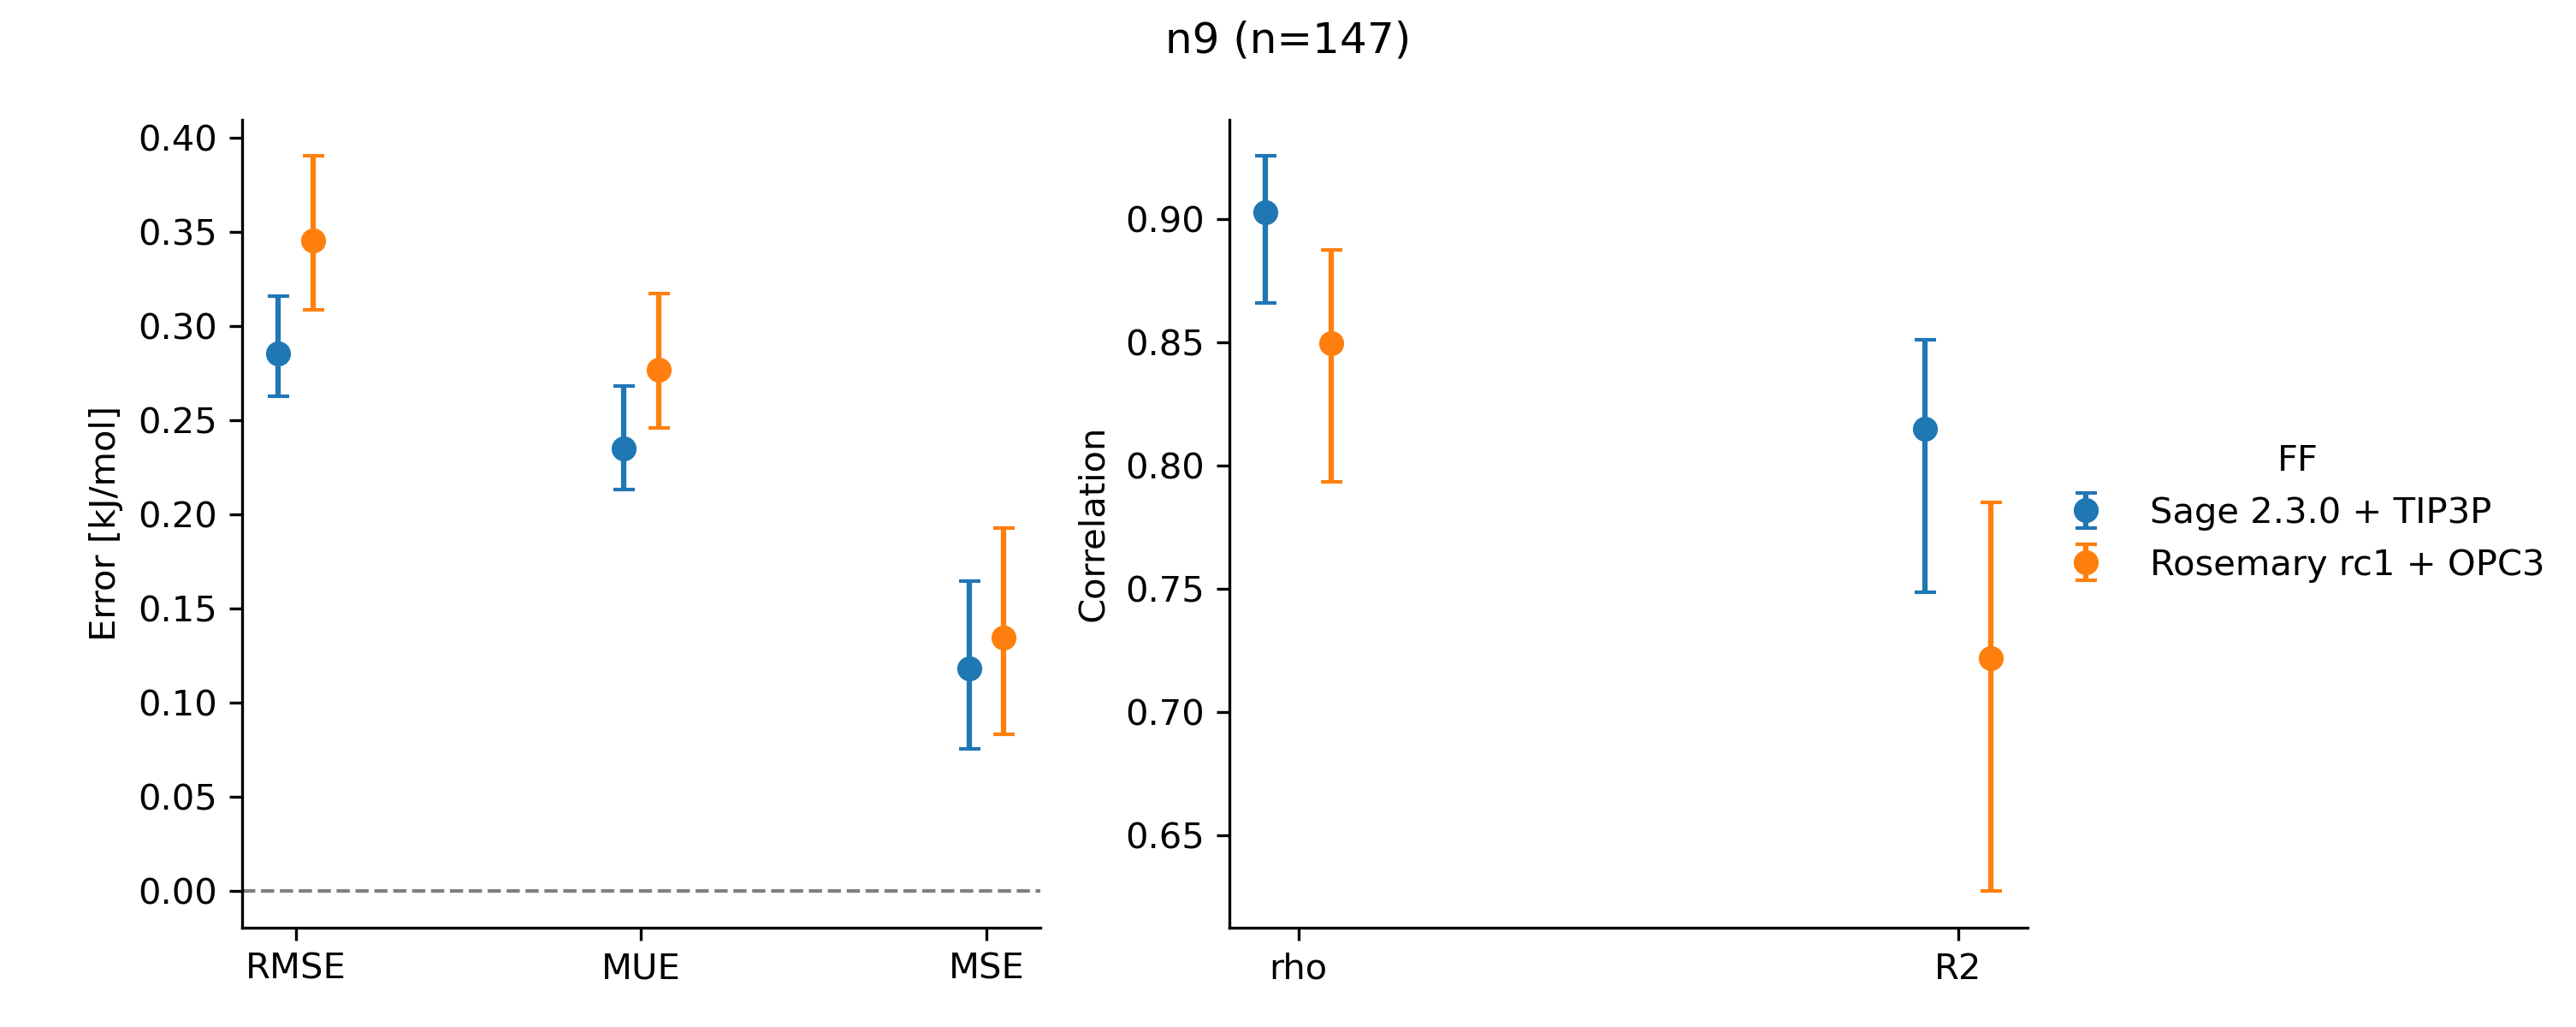 n9 (n=147)
Error [kJ/mol]
0.40
0.35
0.30
0.25
0.20
0.15
0.10
0.05
0.00
RMSE MUE MSE
Correlation
0.90
0.85
0.80
0.75
0.70
0.65
rho R2
FF
Sage 2.3.0 + TIP3P
Rosemary rc1 + OPC3